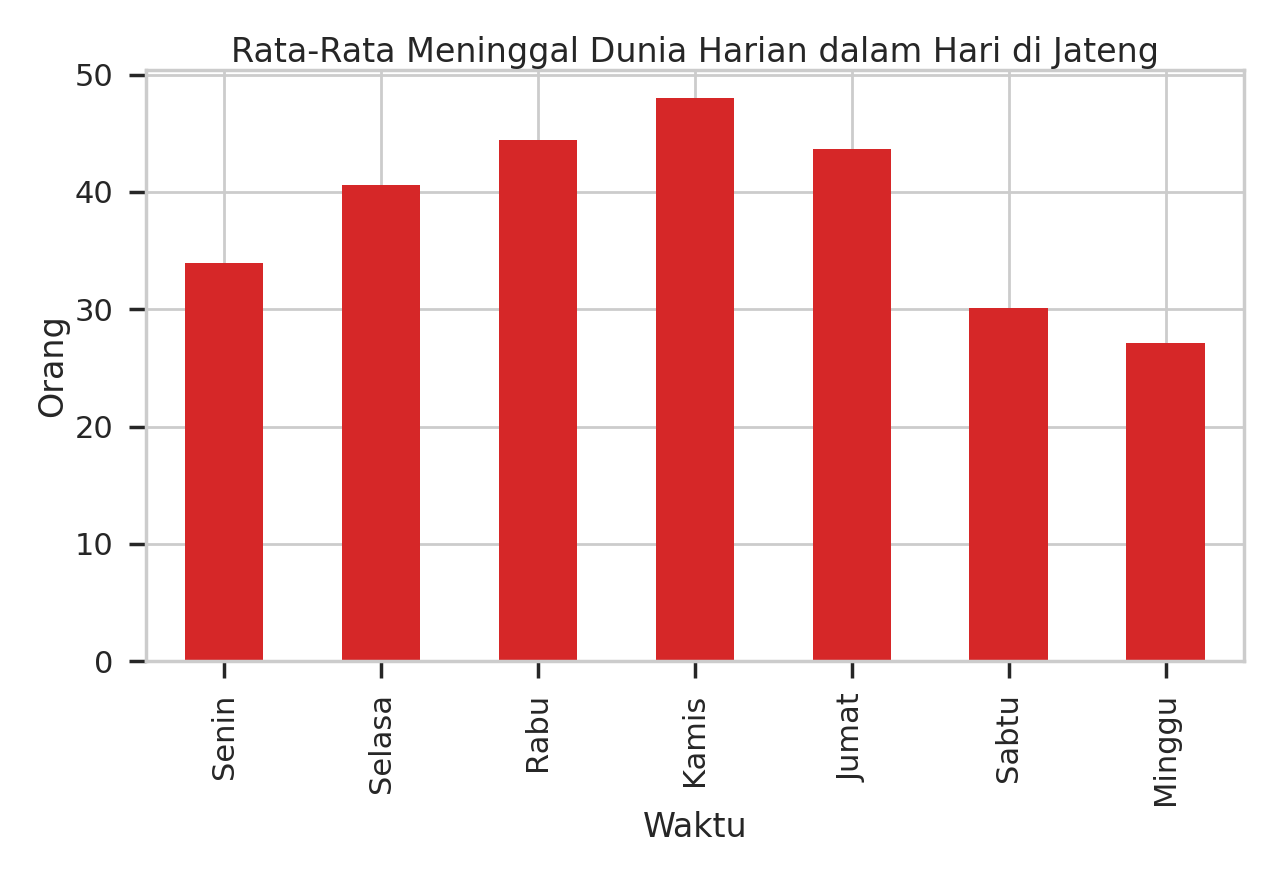 Rata-Rata Meninggal Dunia Harian dalam Hari di Jateng
Orang
50
40
30
20
10
0
Senin
Selasa
Rabu
Kamis
Jumat
Sabtu
Minggu
Waktu